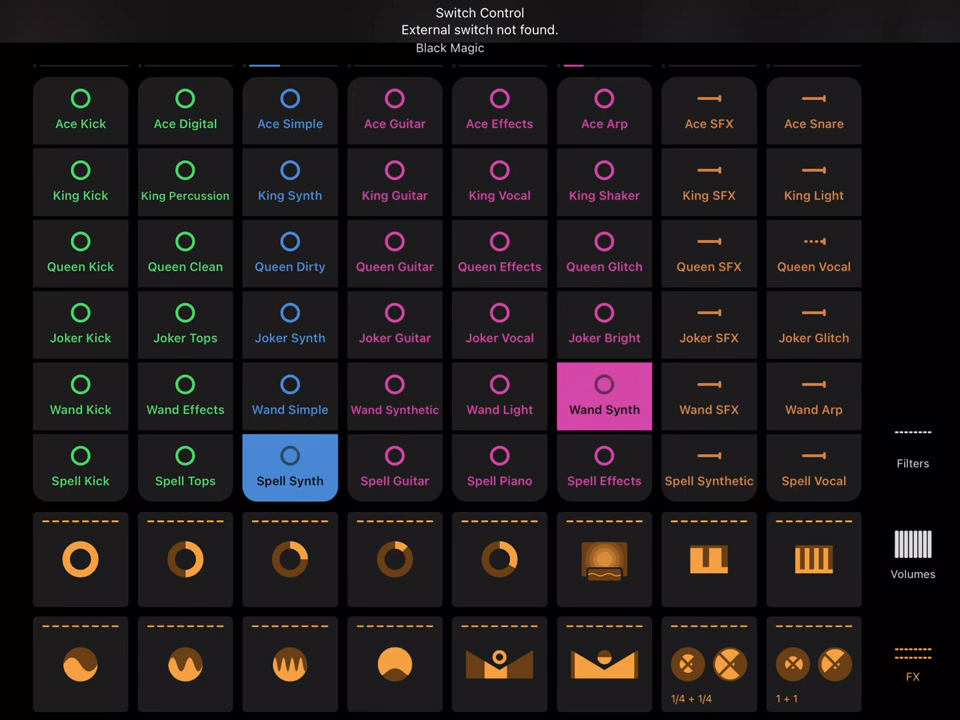 Switch Control
External switch not found.
Black Magic
Ace Kick
Ace Digital
Ace Simple
Ace Guitar
Ace Effects
Ace Arp
Ace SFX
Ace Snare
King Kick
King Percussion
King Synth
King Guitar
King Vocal
King Shaker
King SFX
King Light
Queen Kick
Queen Clean
Queen Dirty
Queen Guitar
Queen Effects
Queen Glitch
Queen SFX
Queen Vocal
Joker Kick
Joker Tops
Joker Synth
Joker Guitar
Joker Vocal
Joker Bright
Joker SFX
Joker Glitch
Wand Kick
Wand Effects
Wand Simple
Wand Synthetic
Wand Light
Wand Synth
Wand SFX
Wand Arp
Spell Kick
Spell Tops
Spell Synth
Spell Guitar
Spell Piano
Spell Effects
Spell Synthetic
Spell Vocal
Filters
Volumes
FX
1/4 + 1/4
1 + 1